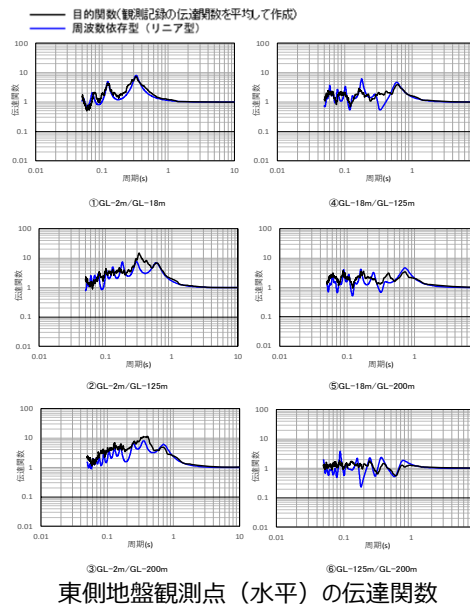 目的関数(観測記録の伝達関数を平均して作成)
周波数依存型（リニア型）
100
10
1
0.1
0.01
伝達関数
0.01 0.1 1 10
周期(s)
①GL-2m/GL-18m
100
10
1
0.1
0.01
伝達関数
0.01 0.1 1
周期(s)
④GL-18m/GL-125m
100
10
1
0.1
0.01
伝達関数
0.01 0.1 1 10
周期(s)
②GL-2m/GL-125m
100
10
1
0.1
0.01
伝達関数
0.01 0.1 1
周期(s)
⑤GL-18m/GL-200m
100
10
1
0.1
0.01
伝達関数
0.01 0.1 1 10
周期(s)
③GL-2m/GL-200m
100
10
1
0.1
0.01
伝達関数
0.01 0.1 1
周期(s)
⑥GL-125m/GL-200m
東側地盤観測点（水平）の伝達関数